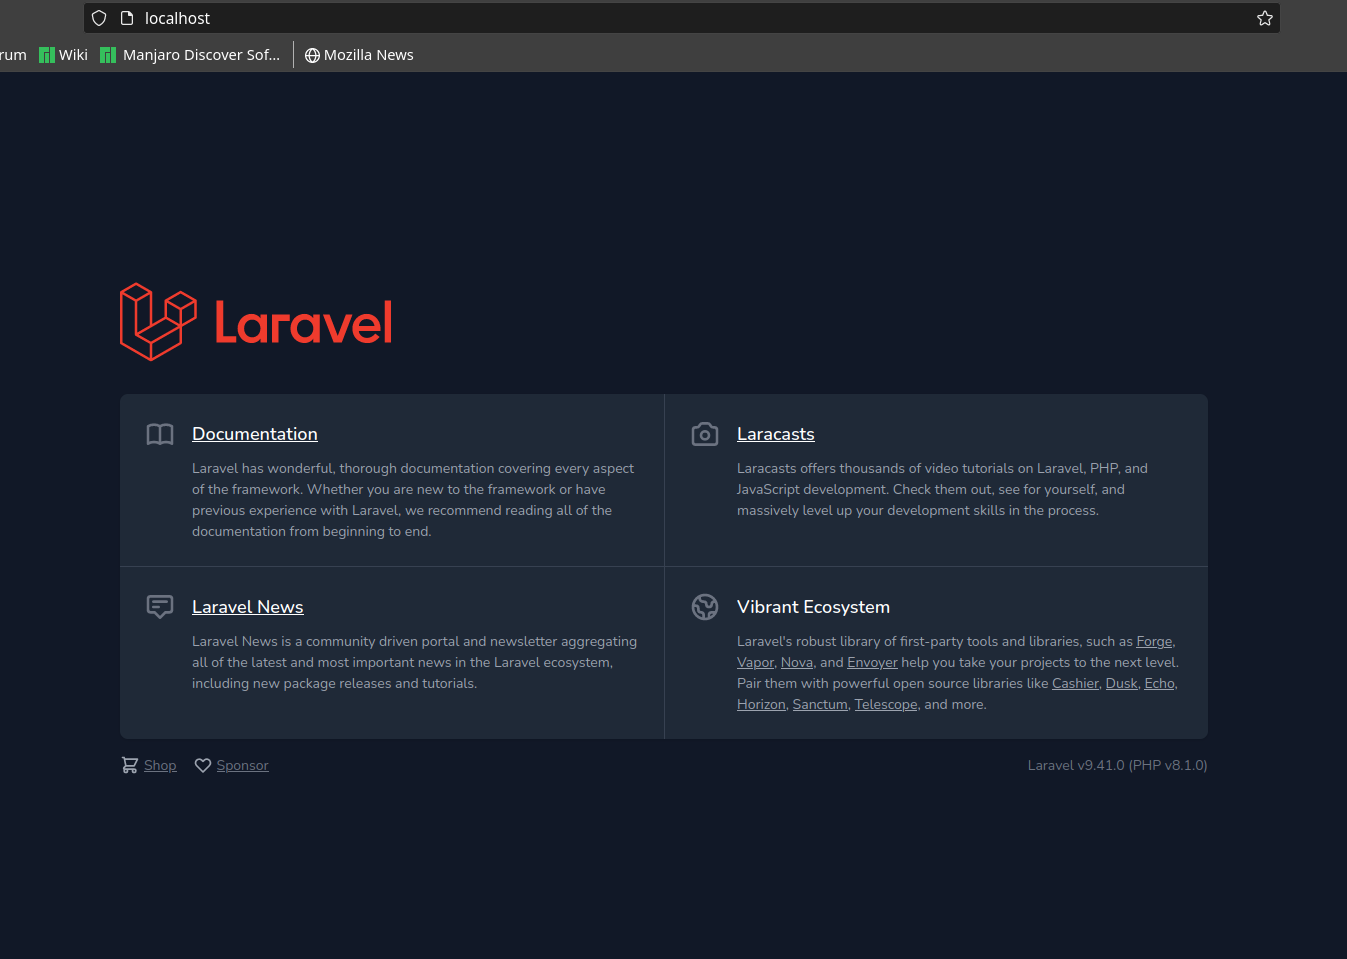 localhost
rum Wiki Manjaro Discover Sof... Mozilla News
Laravel
Documentation
Laravel has wonderful, thorough documentation covering every aspect
of the framework. Whether you are new to the framework or have
previous experience with Laravel, we recommend reading all of the
documentation from beginning to end.
Laracasts
Laracasts offers thousands of video tutorials on Laravel, PHP, and
JavaScript development. Check them out, see for yourself, and
massively level up your development skills in the process.
Laravel News
Laravel News is a community driven portal and newsletter aggregating
all of the latest and most important news in the Laravel ecosystem,
including new package releases and tutorials.
Vibrant Ecosystem
Laravel's robust library of first-party tools and libraries, such as Forge,
Vapor, Nova, and Envoyer help you take your projects to the next level.
Pair them with powerful open source libraries like Cashier, Dusk, Echo,
Horizon, Sanctum, Telescope, and more.
Shop Sponsor Laravel v9.41.0 (PHP v8.1.0)